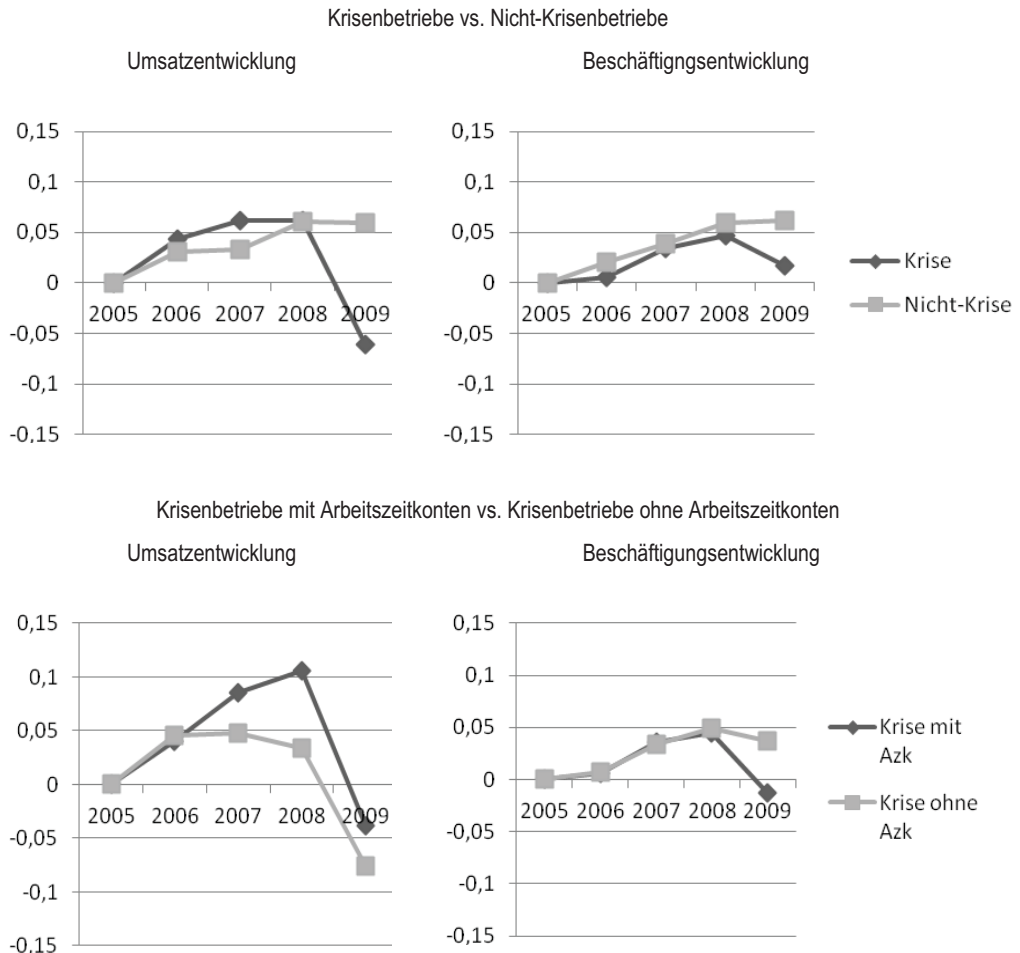 Krisenbetriebe vs. Nicht-Krisenbetriebe
Umsatzentwicklung
0,15
0,1
0,05
0
-0,05
-0,1
-0,15
2005 2006 2007 2008 2009
Beschäftigngsentwicklung
0,15
0,1
0,05
0
-0,05
-0,1
-0,15
2005 2006 2007 2008 2009
Krise
Nicht-Krise
Krisenbetriebe mit Arbeitszeitkonten vs. Krisenbetriebe ohne Arbeitszeitkonten
Umsatzentwicklung
0,15
0,1
0,05
0
-0,05
-0,1
-0,15
2005 2006 2007 2008 2009
Beschäftigungsentwicklung
0,15
0,1
0,05
0
-0,05
-0,1
-0,15
2005 2006 2007 2008 2009
Krise mit
Azk
Krise ohne
Azk